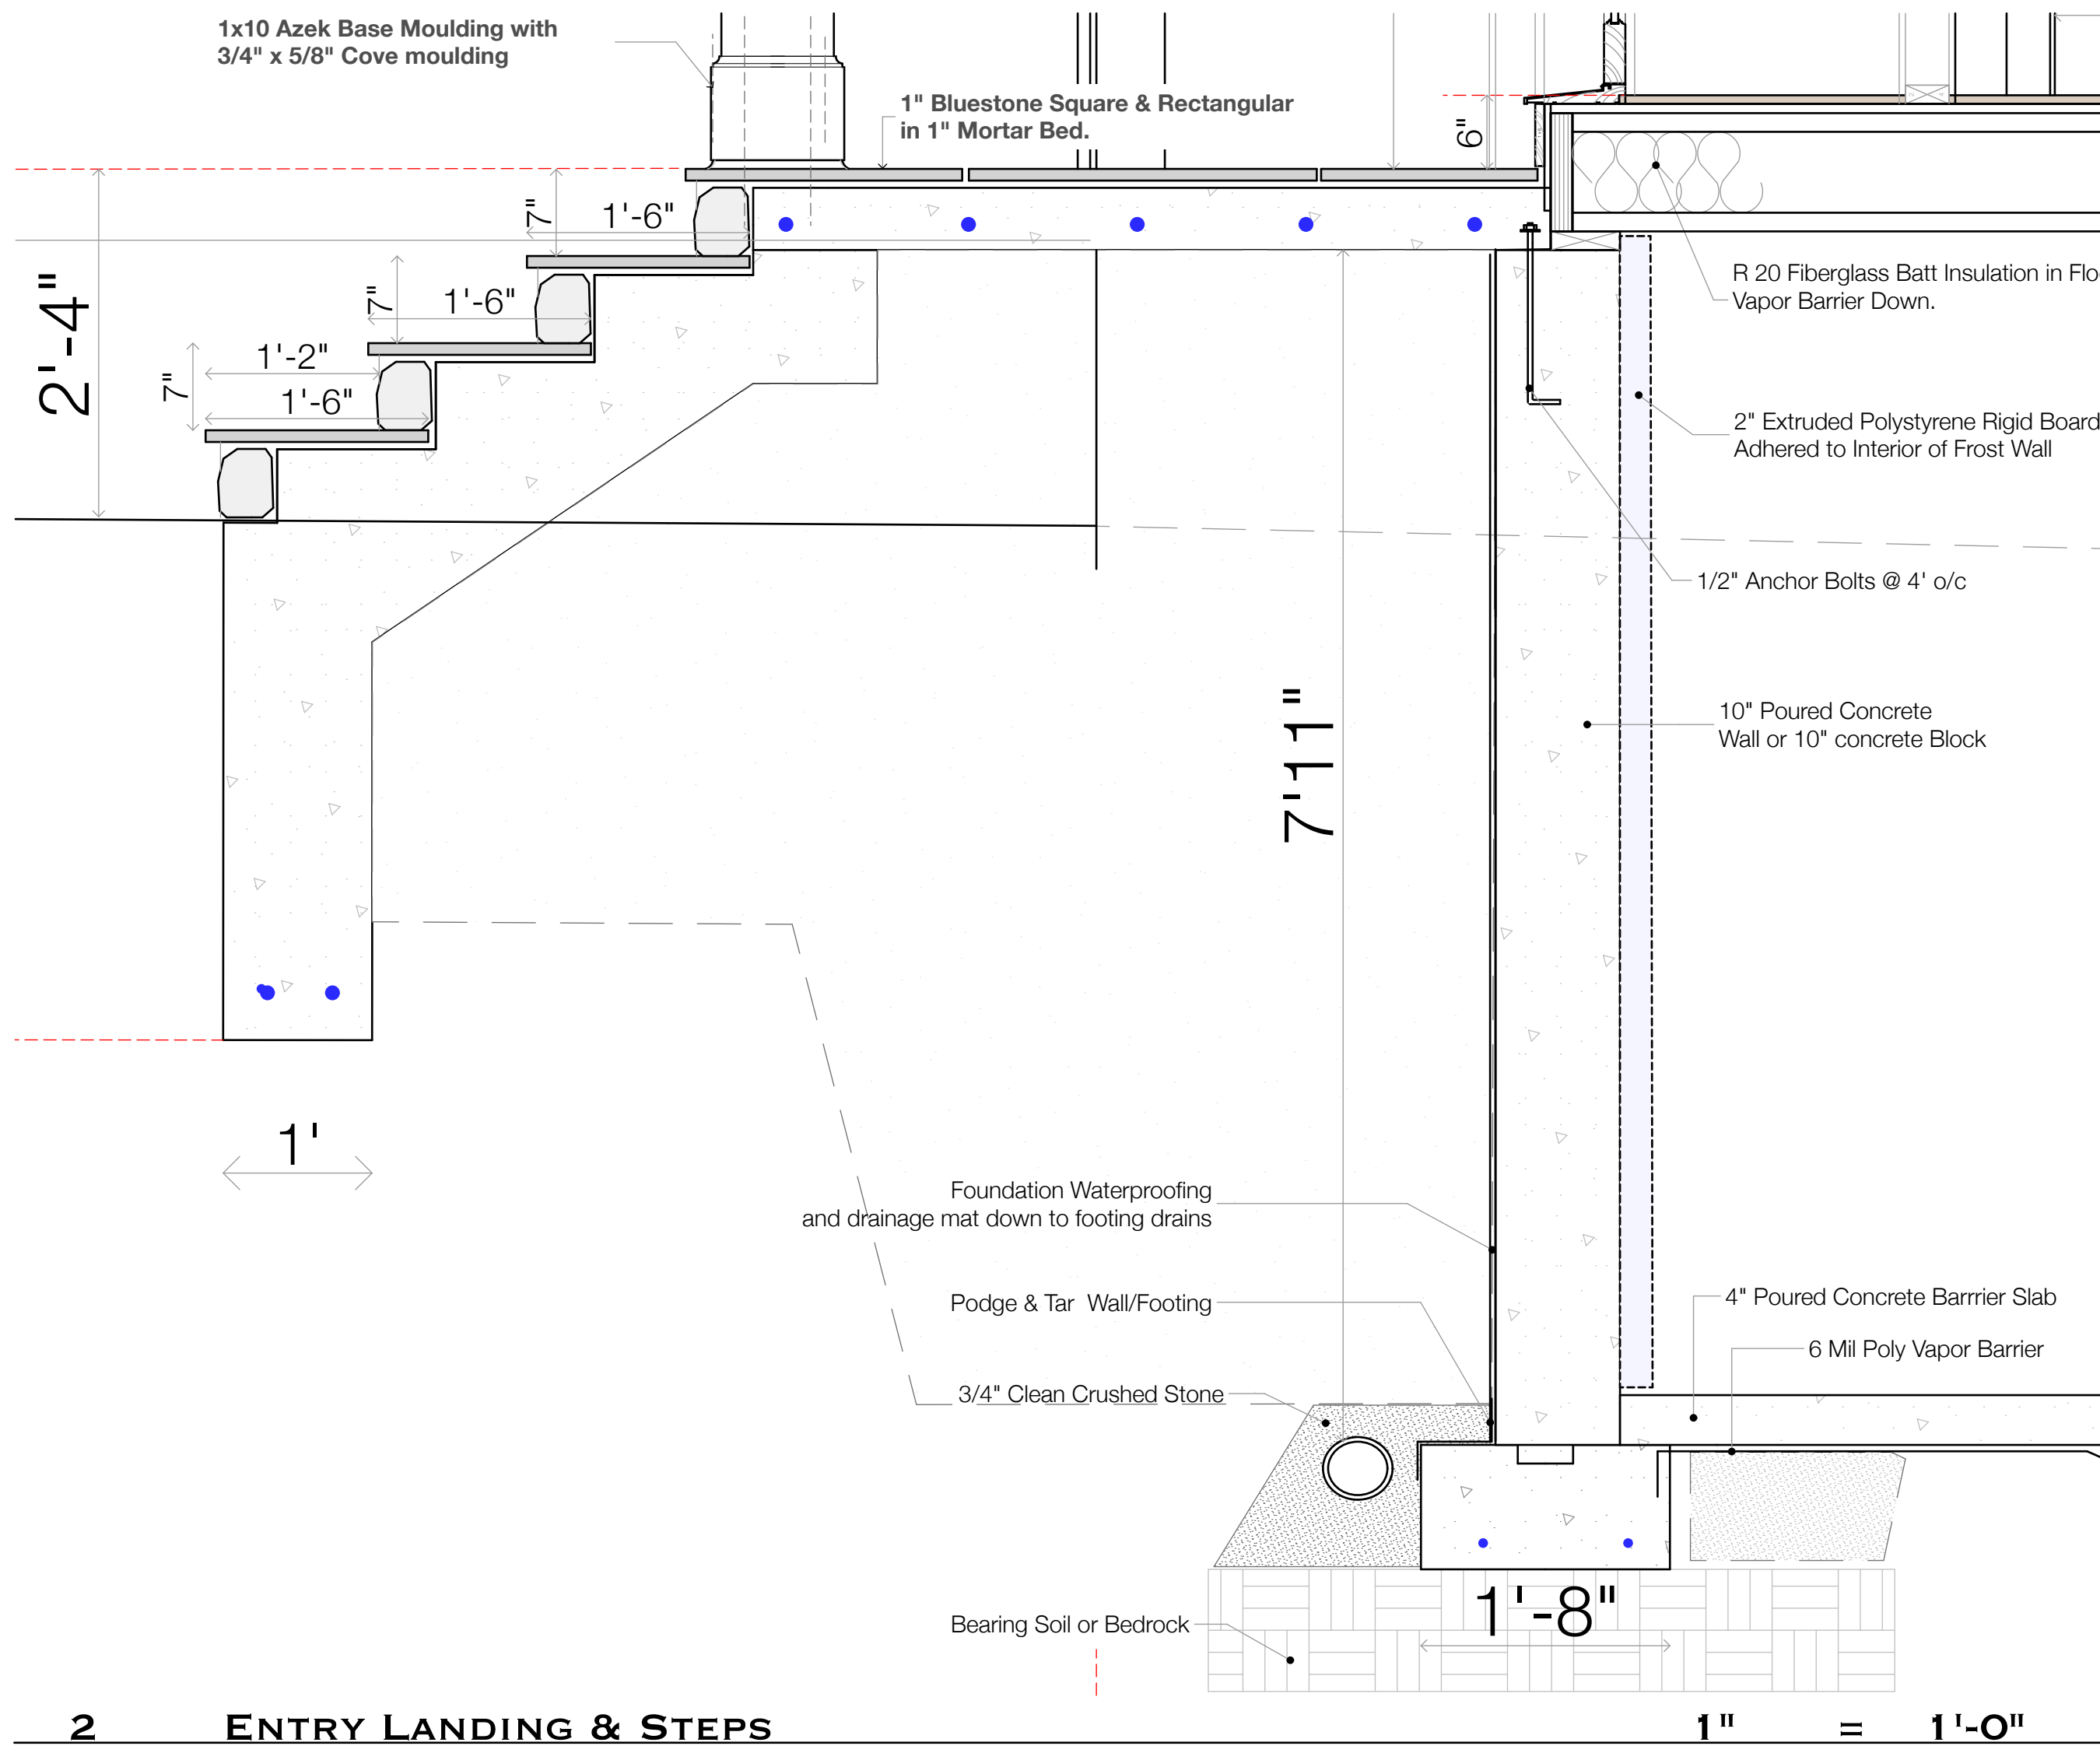 1x10 Azek Base Moulding with
3/4" x 5/8" Cove moulding
1" Bluestone Square & Rectangular
in 1" Mortar Bed.
6"
7"
1'-6"
7"
1'-6"
2'-4"
7"
1'-2"
1'-6"
R 20 Fiberglass Batt Insulation in Flo
Vapor Barrier Down.
2" Extruded Polystyrene Rigid Board
Adhered to Interior of Frost Wall
1/2" Anchor Bolts @ 4' o/c
10" Poured Concrete
Wall or 10" concrete Block
7'11"
1'
Foundation Waterproofing
and drainage mat down to footing drains
Podge & Tar Wall/Footing
4" Poured Concrete Barrrier Slab
6 Mil Poly Vapor Barrier
3/4" Clean Crushed Stone
1'-8"
Bearing Soil or Bedrock
2 Entry Landing & Steps 1" = 1'-0"